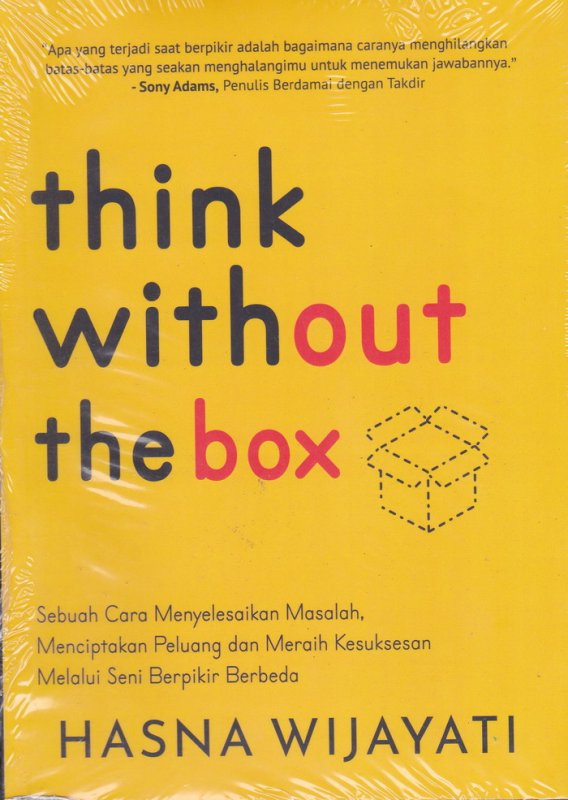 "Apa yang terjadi saat berpikir adalah bagaimana caranya menghilangkan
batas-batas yang seakan menghalangimu untuk menemukan jawabannya."
- Sony Adams, Penulis Berdamai dengan Takdir
think
without
the box
Sebuah Cara Menyelesaikan Masalah,
Menciptakan Peluang dan Meraih Kesuksesan
Melalui Seni Berpikir Berbeda
HASNA WIJAYATI